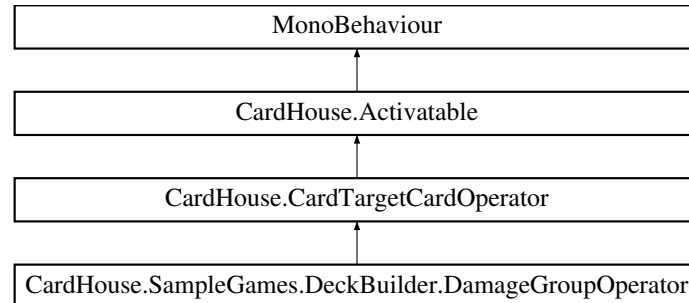 MonoBehaviour
CardHouse.Activatable
CardHouse.CardTargetCardOperator
CardHouse.SampleGames.DeckBuilder.DamageGroupOperator